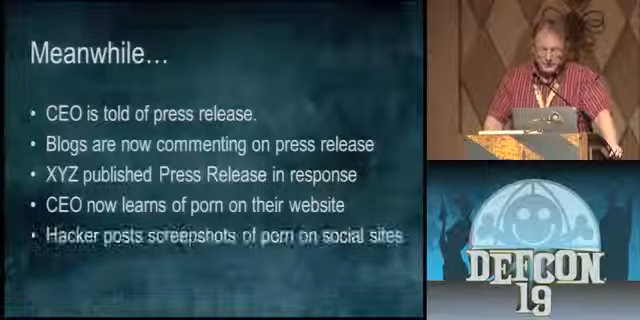 Meanwhile…
• CEO is told of press release.
• Blogs are now commenting on press release
• XYZ published Press Release in response
• CEO now learns of porn on their website
• Hacker posts screenshots of porn on social sites
DEFCON
19